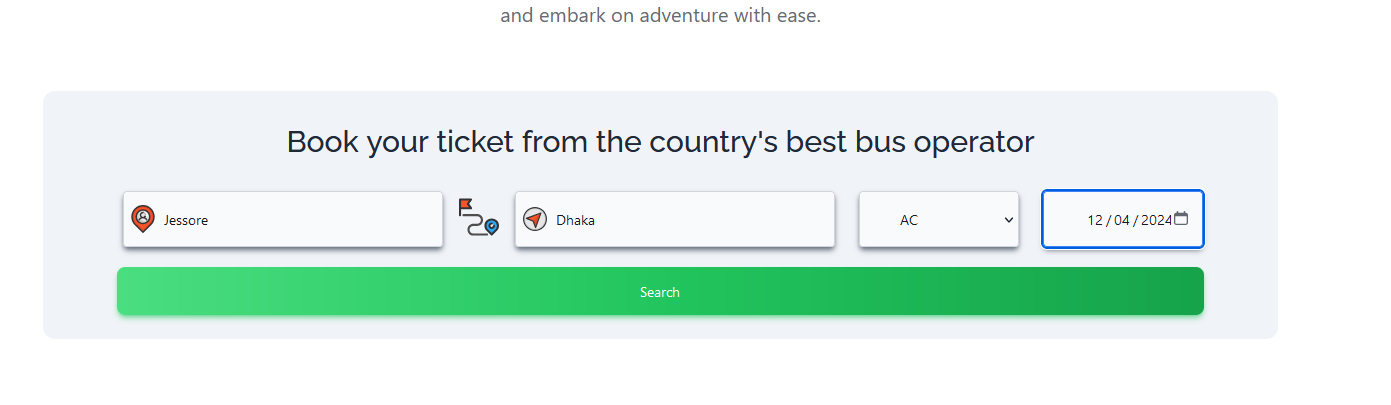 and embark on adventure with ease.
Book your ticket from the country's best bus operator
Jessore Dhaka AC 12 / 04 / 2024
Search